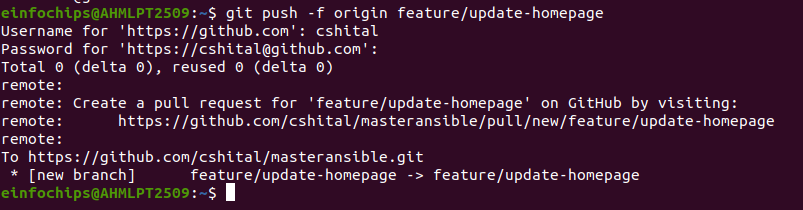 einfochips@AHMLPT2509:~$ git push -f origin feature/update-homepage
Username for 'https://github.com': cshital
Password for 'https://cshital@github.com':
Total 0 (delta 0), reused 0 (delta 0)
remote:
remote: Create a pull request for 'feature/update-homepage' on GitHub by visiting:
remote:      https://github.com/cshital/masteransible/pull/new/feature/update-homepage
remote:
To https://github.com/cshital/masteransible.git
 * [new branch]      feature/update-homepage -> feature/update-homepage
einfochips@AHMLPT2509:~$